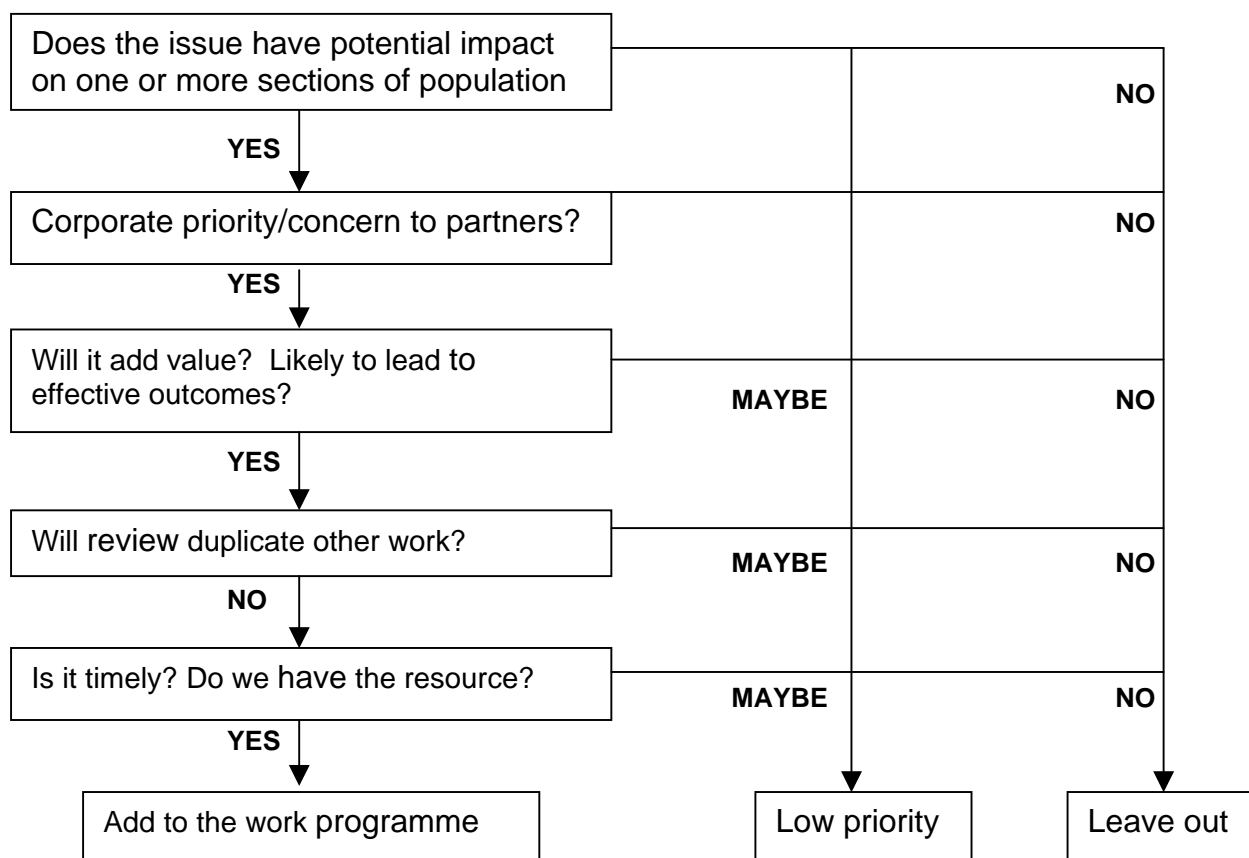 Does the issue have potential impact
on one or more sections of population
NO
YES
Corporate priority/concern to partners?
NO
YES
Will it add value?  Likely to lead to
effective outcomes?
MAYBE
NO
YES
Will review duplicate other work?
MAYBE
NO
NO
Is it timely? Do we have the resource?
MAYBE
NO
YES
Add to the work programme
Low priority
Leave out